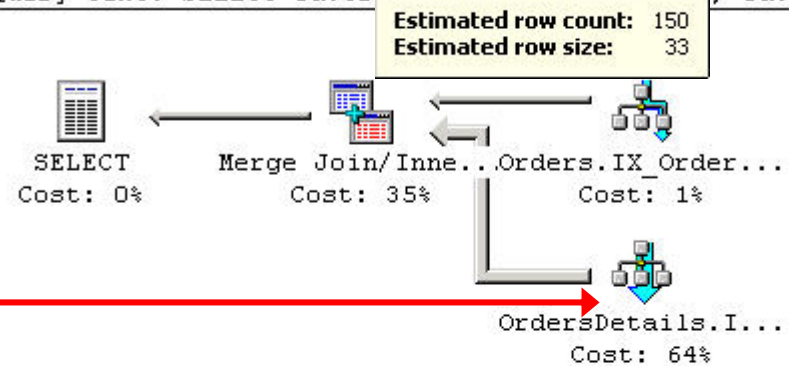 Estimated row count: 150
Estimated row size: 33
SELECT
Cost: 0%
Merge Join/Inne...
Cost: 35%
Orders.IX_Order...
Cost: 1%
OrdersDetails.I...
Cost: 64%